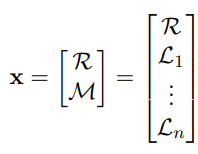 x = [ℛ ℳ] = [ℛ ℒ₁ ⋮ ℒₙ]